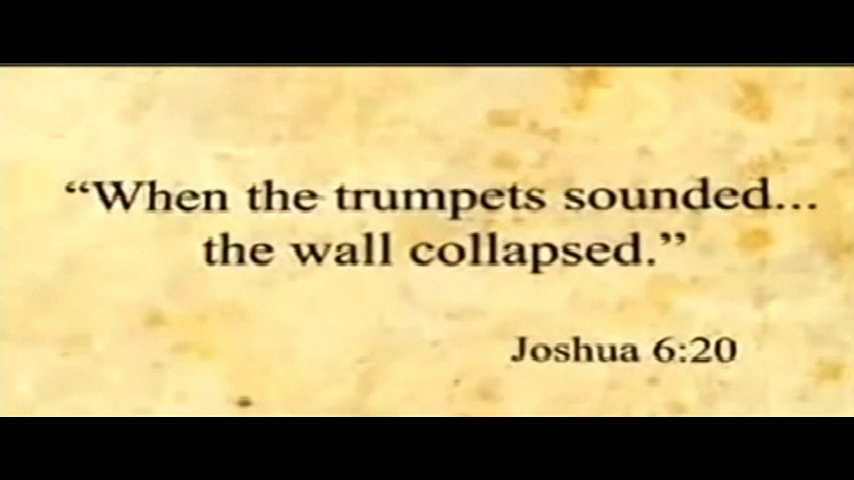 “When the trumpets sounded...
the wall collapsed.”
Joshua 6:20